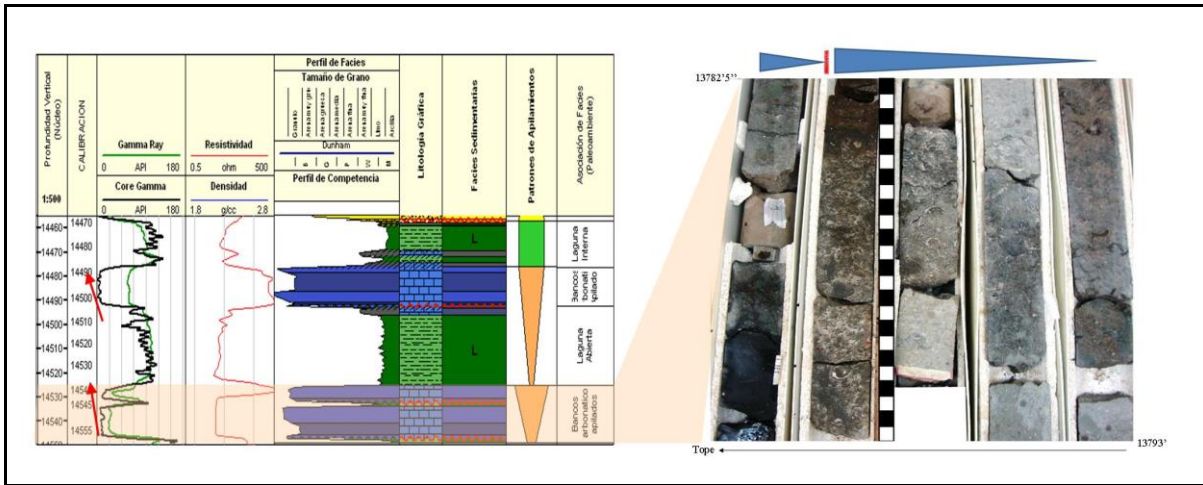 Profundidad Vertical
(Núcleo)
1:500
CALIBRACION
Gamma Ray
0 API 180
Core Gamma
0 API 180
Resistividad
0.5 ohm 500
Densidad
1.8 g/cc 2.8
Perfil de Facies
Tamaño de Grano
Granulo
Arena muy grue
Arena gruesa
Arena media
Arena fina
Arena muy fina
Limo
Arcilla
Dunham
B G P W M
Perfil de Competencia
Litología Gráfica
Facies Sedimentarias
Patrones de Apilamientos
Asociación de Facies
(Paleoambiente)
14460
14470
14480
14490
14500
14510
14520
14530
14540
14470
14480
14490
14500
14510
14520
14530
14545
14555
L
L
Laguna
Interna
Laguna
Abierta
Bancos
arbonatico
apilados
13782'5''
13793'
Tope